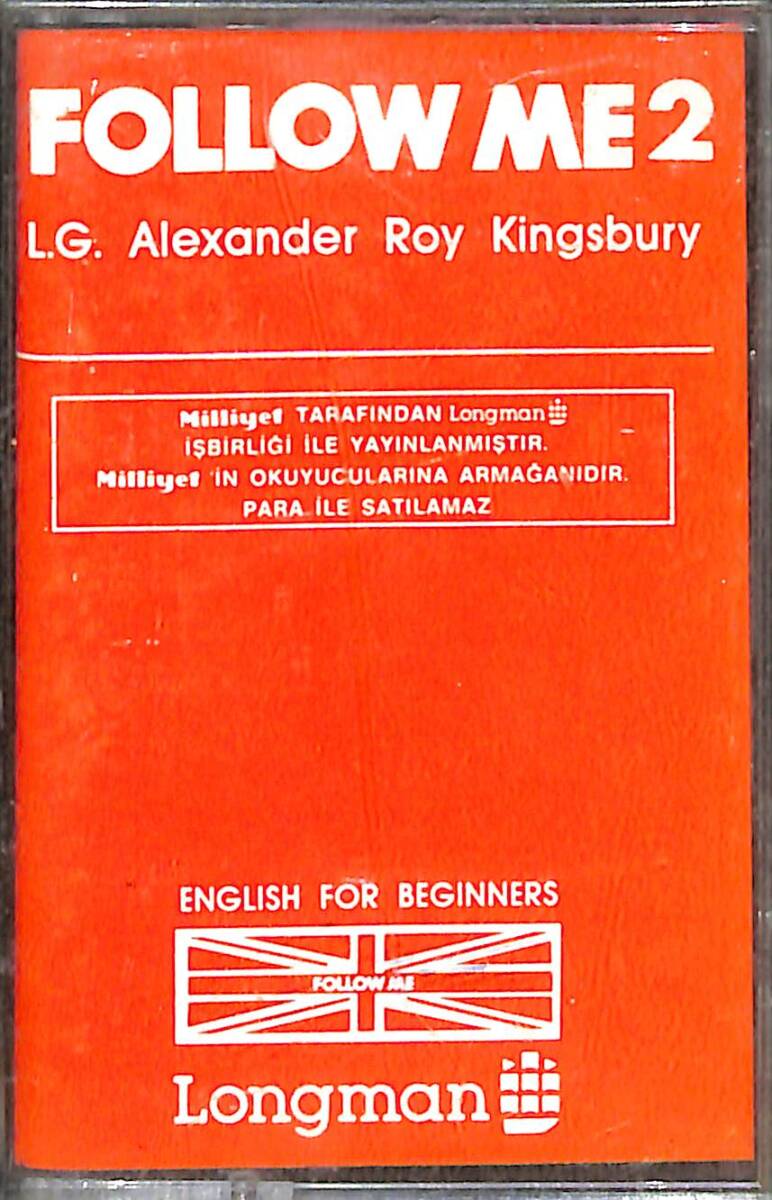 FOLLOW ME 2
L.G. Alexander Roy Kingsbury
Milliyet TARAFINDAN Longman
İŞBİRLİĞİ İLE YAYINLANMIŞTIR.
Milliyet 'İN OKUYUCULARINA ARMAĞANIDIR.
PARA İLE SATILAMAZ
ENGLISH FOR BEGINNERS
FOLLOW ME
Longman